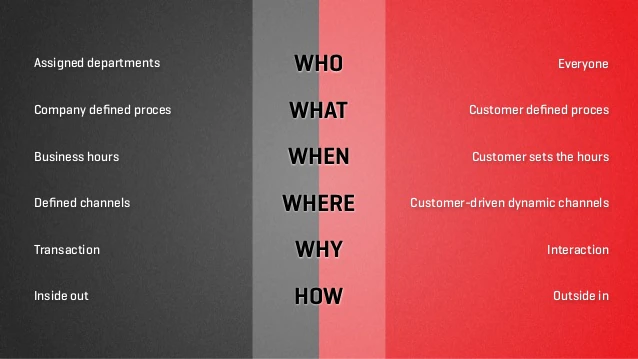 Assigned departments WHO Everyone
Company defined proces WHAT Customer defined proces
Business hours WHEN Customer sets the hours
Defined channels WHERE Customer-driven dynamic channels
Transaction WHY Interaction
Inside out HOW Outside in